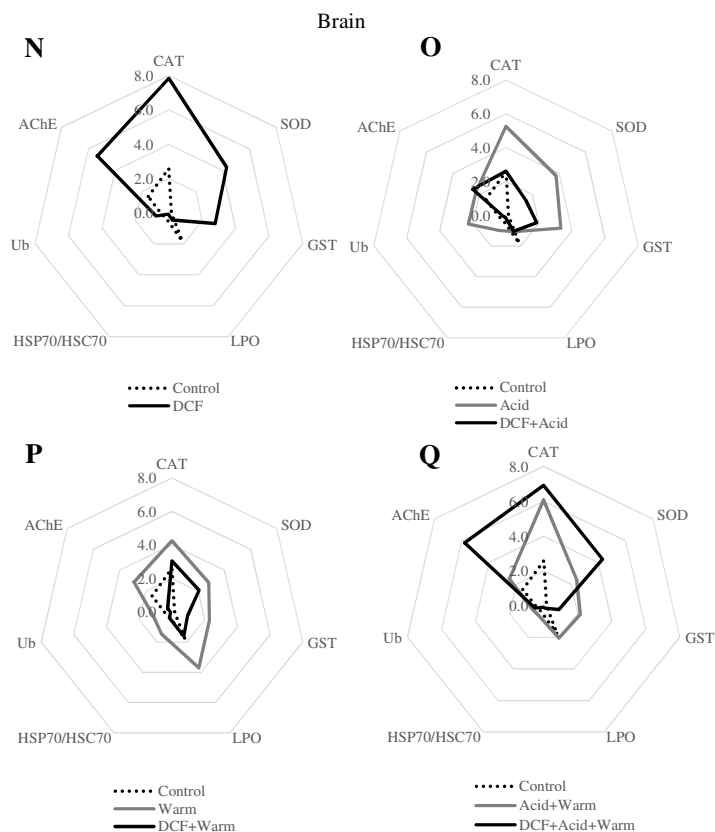 Brain
N
CAT
8.0
6.0
4.0
2.0
0.0
SOD
GST
LPO
HSP70/HSC70
Ub
AChE
Control
DCF
O
CAT
8.0
6.0
4.0
2.0
0.0
SOD
GST
LPO
HSP70/HSC70
Ub
AChE
Control
Acid
DCF+Acid
P
CAT
8.0
6.0
4.0
2.0
0.0
SOD
GST
LPO
HSP70/HSC70
Ub
AChE
Control
Warm
DCF+Warm
Q
CAT
8.0
6.0
4.0
2.0
0.0
SOD
GST
LPO
HSP70/HSC70
Ub
AChE
Control
Acid+Warm
DCF+Acid+Warm